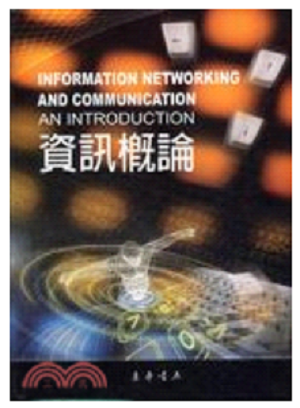 INFORMATION NETWORKING
AND COMMUNICATION
AN INTRODUCTION
資訊概論